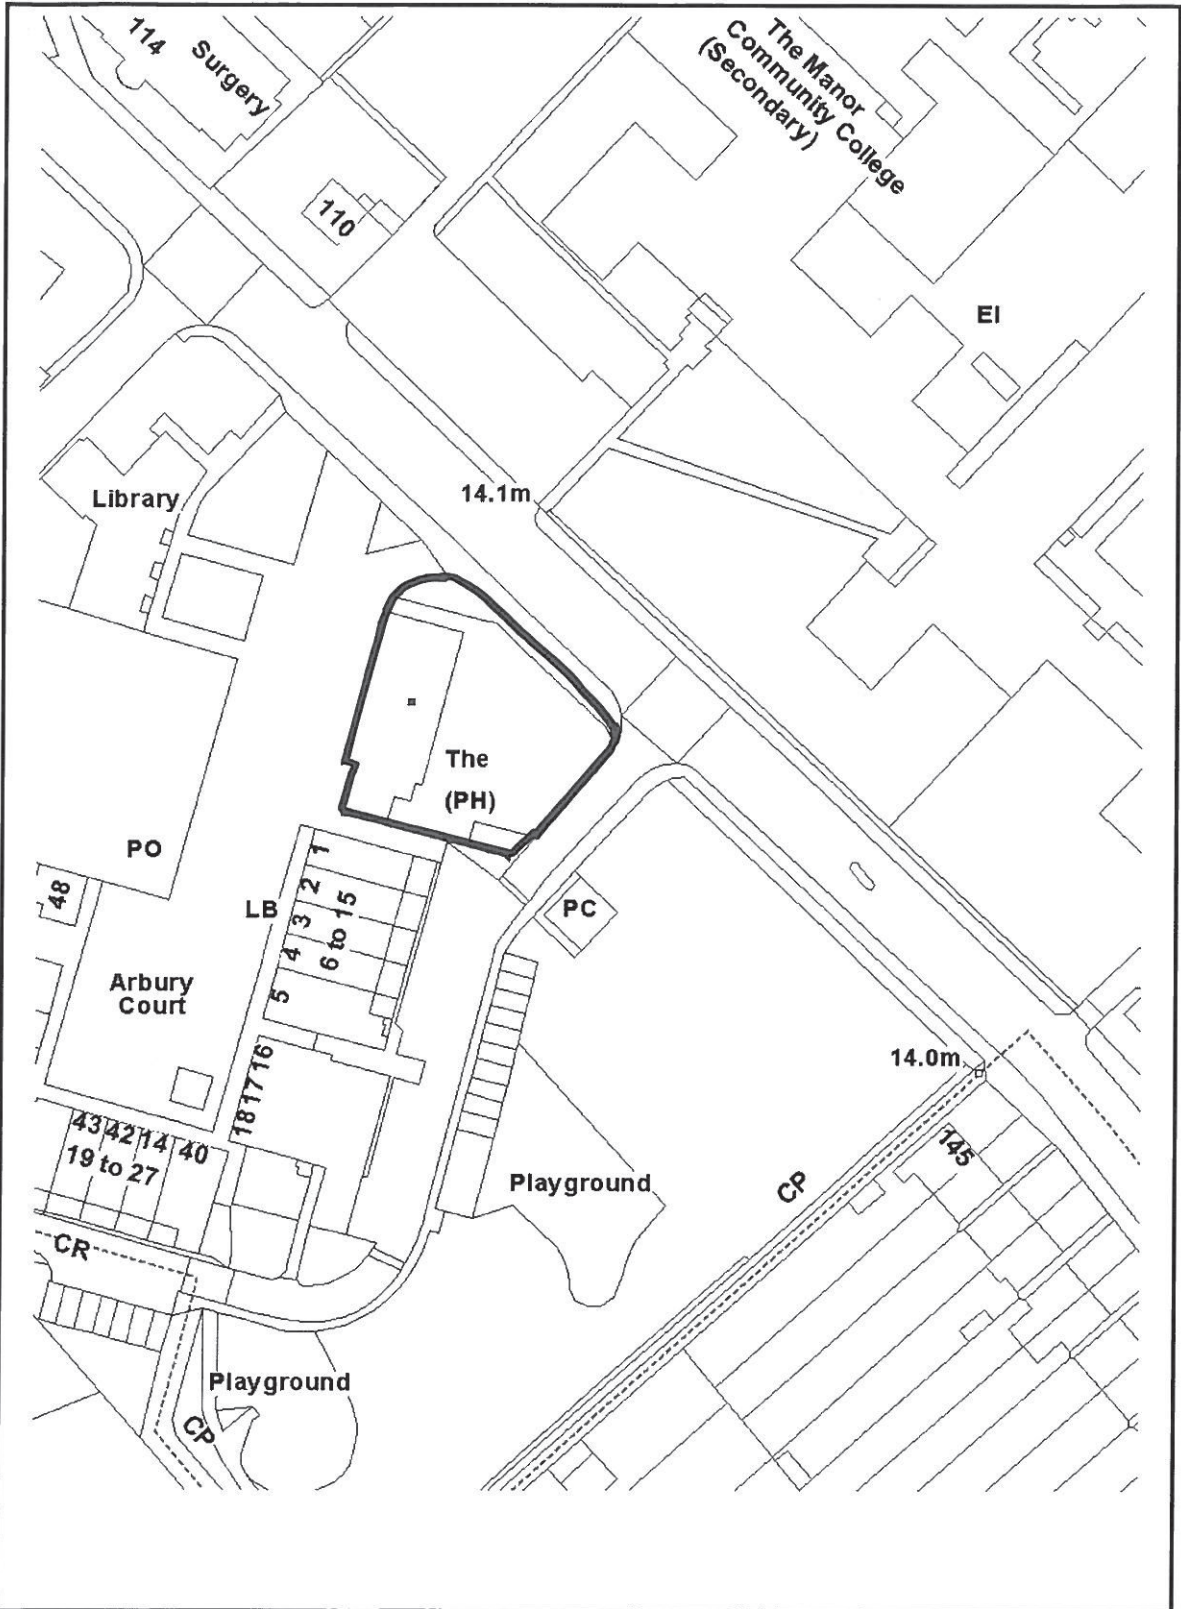 114
Surgery
The Manor
Community College
(Secondary)
110
EI
Library
14.1m
The
(PH)
PO
1
2
3
4
5
6 to 15
48
LB
PC
Arbury
Court
16
17
18
14.0m
43
42
14
40
19 to 27
145
Playground
CP
CR
Playground
CP